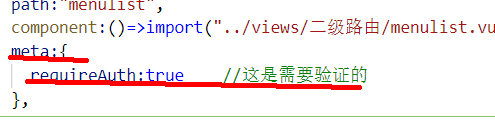 path:"menulist",
component:()=>import("../views/二级路由/menulist.vu
meta:{
requireAuth:true //这是需要验证的
},